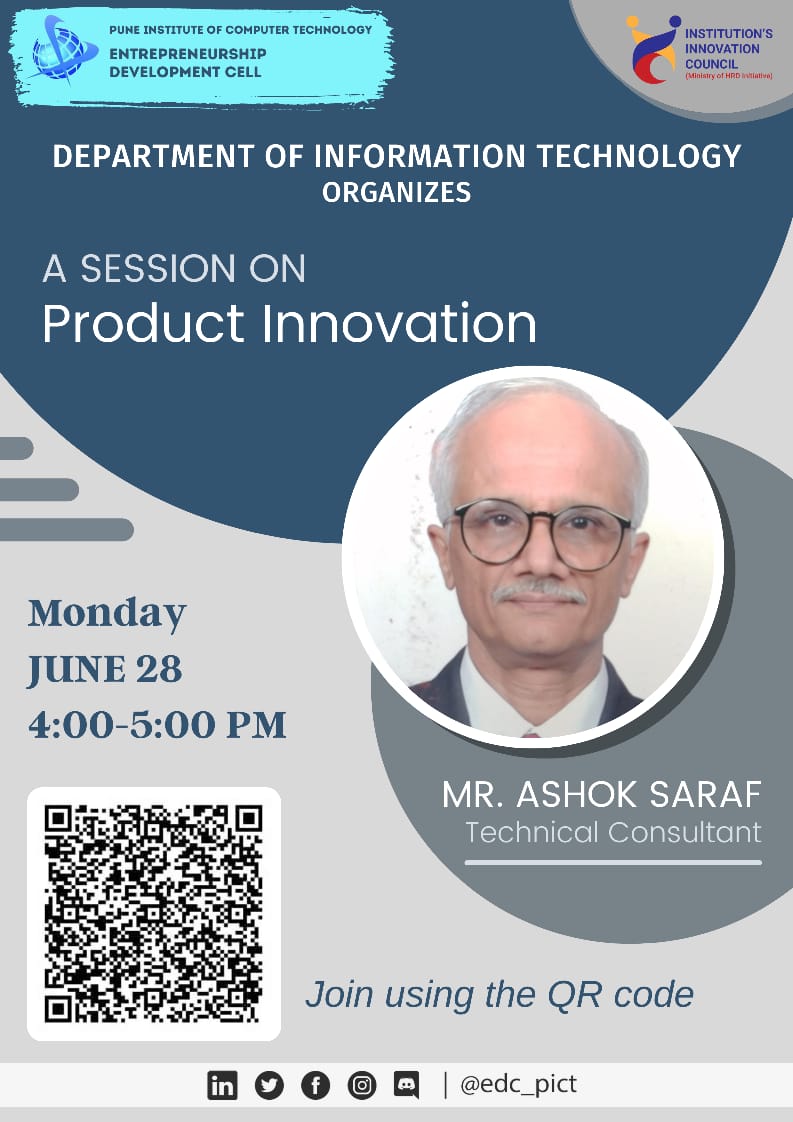 PUNE INSTITUTE OF COMPUTER TECHNOLOGY
ENTREPRENEURSHIP
DEVELOPMENT CELL
INSTITUTION'S
INNOVATION
COUNCIL
(Ministry of HRD Initiative)
DEPARTMENT OF INFORMATION TECHNOLOGY
ORGANIZES
A SESSION ON
Product Innovation
Monday
JUNE 28
4:00-5:00 PM
MR. ASHOK SARAF
Technical Consultant
Join using the QR code
in
| @edc_pict